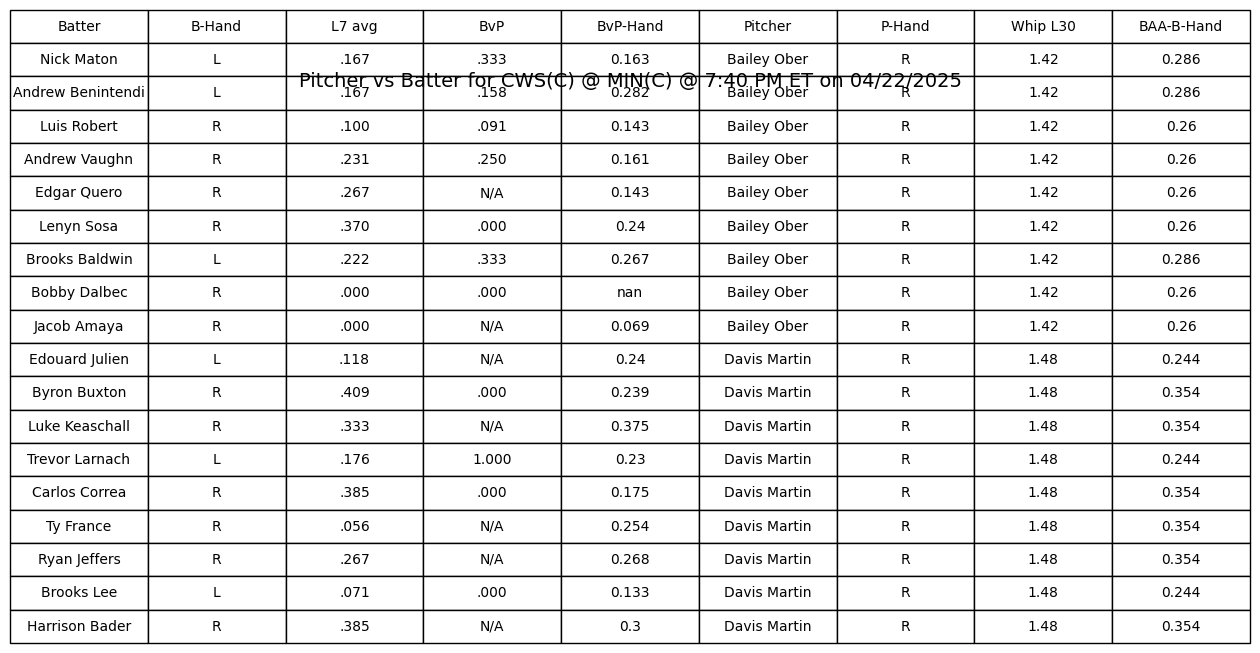 Batter B-Hand L7 avg BvP BvP-Hand Pitcher P-Hand Whip L30 BAA-B-Hand
Nick Maton L .167 .333 0.163 Bailey Ober R 1.42 0.286
Pitcher vs Batter for CWS(C) @ MIN(C) @ 7:40 PM ET on 04/22/2025
Andrew Benintendi L .167 .158 0.282 Bailey Ober R 1.42 0.286
Luis Robert R .100 .091 0.143 Bailey Ober R 1.42 0.26
Andrew Vaughn R .231 .250 0.161 Bailey Ober R 1.42 0.26
Edgar Quero R .267 N/A 0.143 Bailey Ober R 1.42 0.26
Lenyn Sosa R .370 .000 0.24 Bailey Ober R 1.42 0.26
Brooks Baldwin L .222 .333 0.267 Bailey Ober R 1.42 0.286
Bobby Dalbec R .000 .000 nan Bailey Ober R 1.42 0.26
Jacob Amaya R .000 N/A 0.069 Bailey Ober R 1.42 0.26
Edouard Julien L .118 N/A 0.24 Davis Martin R 1.48 0.244
Byron Buxton R .409 .000 0.239 Davis Martin R 1.48 0.354
Luke Keaschall R .333 N/A 0.375 Davis Martin R 1.48 0.354
Trevor Larnach L .176 1.000 0.23 Davis Martin R 1.48 0.244
Carlos Correa R .385 .000 0.175 Davis Martin R 1.48 0.354
Ty France R .056 N/A 0.254 Davis Martin R 1.48 0.354
Ryan Jeffers R .267 N/A 0.268 Davis Martin R 1.48 0.354
Brooks Lee L .071 .000 0.133 Davis Martin R 1.48 0.244
Harrison Bader R .385 N/A 0.3 Davis Martin R 1.48 0.354